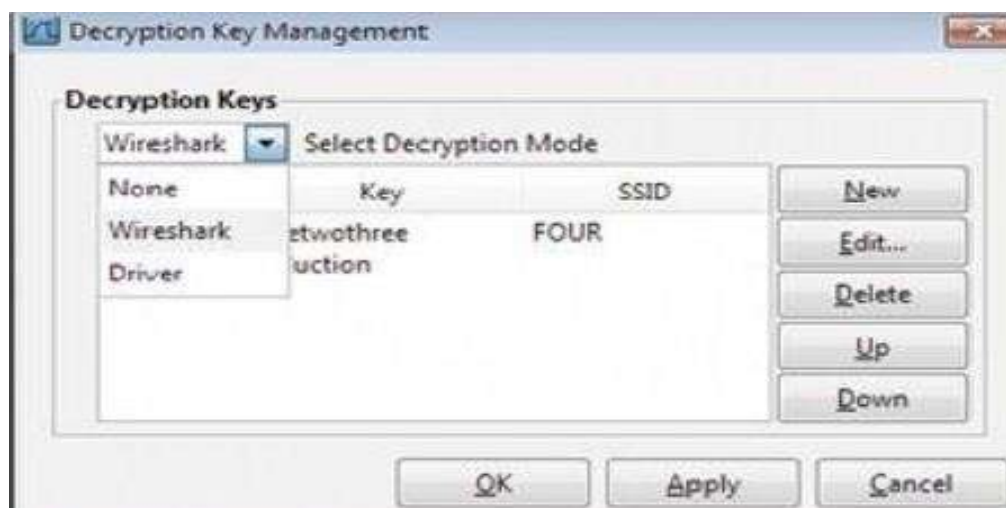 Decryption Key Management
Decryption Keys
Wireshark Select Decryption Mode
None
Wireshark
Driver
Key SSID
etwothree FOUR
uction
New
Edit...
Delete
Up
Down
OK Apply Cancel